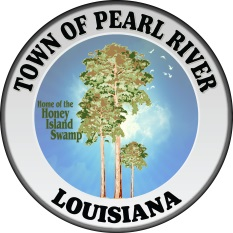 TOWN OF PEARL RIVER
Home of the
Honey
Island
Swamp
LOUISIANA